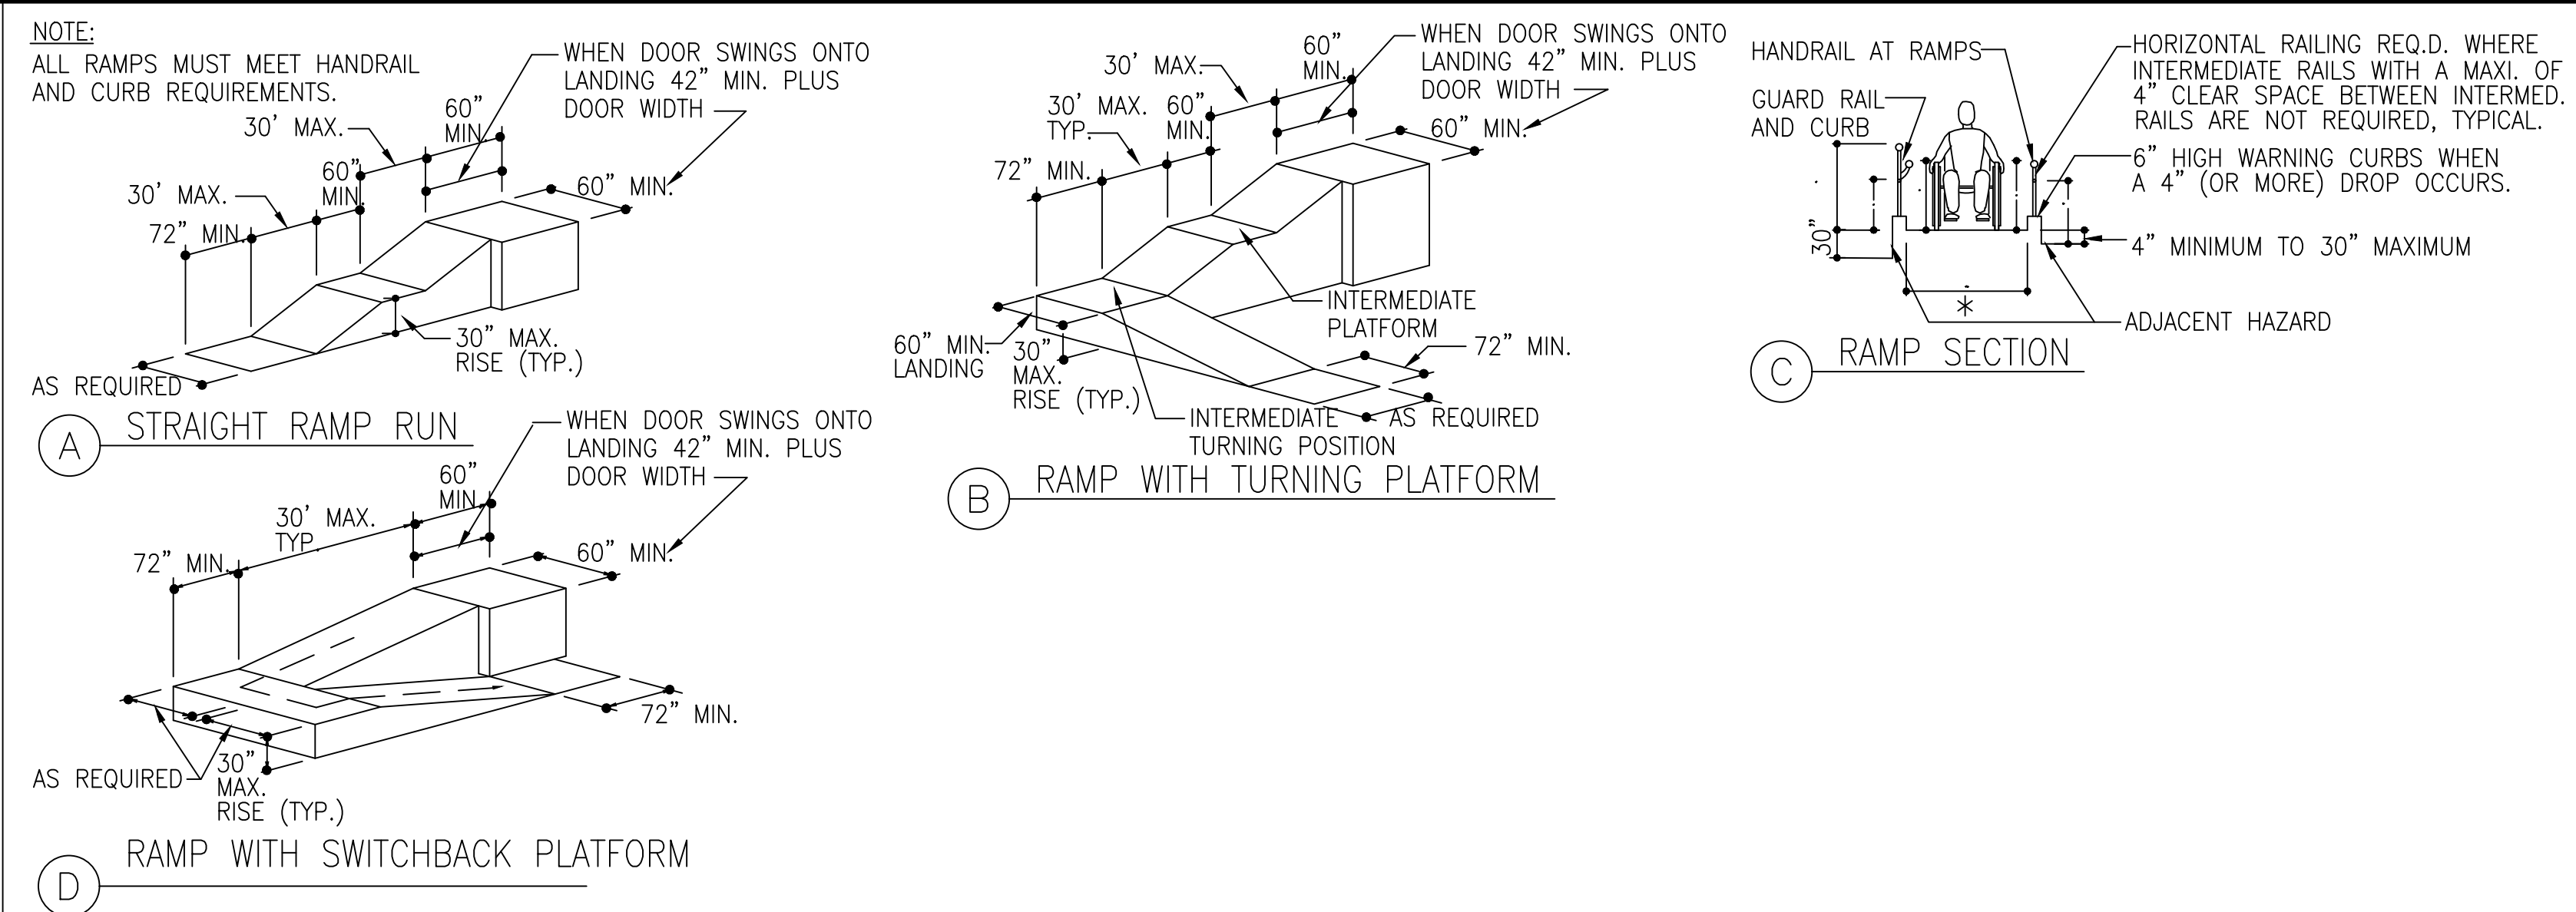 NOTE:
ALL RAMPS MUST MEET HANDRAIL
AND CURB REQUIREMENTS.
WHEN DOOR SWINGS ONTO
LANDING 42” MIN. PLUS
DOOR WIDTH
60”
MIN.
30’ MAX.
60”
MIN.
30’ MAX.
72” MIN.
60” MIN.
30” MAX.
RISE (TYP.)
AS REQUIRED
A
STRAIGHT RAMP RUN
WHEN DOOR SWINGS ONTO
LANDING 42” MIN. PLUS
DOOR WIDTH
60”
MIN.
30’ MAX.
30’ MAX.
TYP.
60”
MIN.
72” MIN.
60” MIN.
INTERMEDIATE
PLATFORM
60” MIN.
LANDING
30”
MAX.
RISE (TYP.)
72” MIN.
INTERMEDIATE
TURNING POSITION
AS REQUIRED
B
RAMP WITH TURNING PLATFORM
HANDRAIL AT RAMPS
GUARD RAIL
AND CURB
HORIZONTAL RAILING REQ.D. WHERE
INTERMEDIATE RAILS WITH A MAXI. OF
4” CLEAR SPACE BETWEEN INTERMED.
RAILS ARE NOT REQUIRED, TYPICAL.
6” HIGH WARNING CURBS WHEN
A 4” (OR MORE) DROP OCCURS.
30”
4” MINIMUM TO 30” MAXIMUM
*
ADJACENT HAZARD
C
RAMP SECTION
WHEN DOOR SWINGS ONTO
LANDING 42” MIN. PLUS
DOOR WIDTH
60”
MIN.
30’ MAX.
TYP.
72” MIN.
60” MIN.
72” MIN.
AS REQUIRED
30”
MAX.
RISE (TYP.)
D
RAMP WITH SWITCHBACK PLATFORM